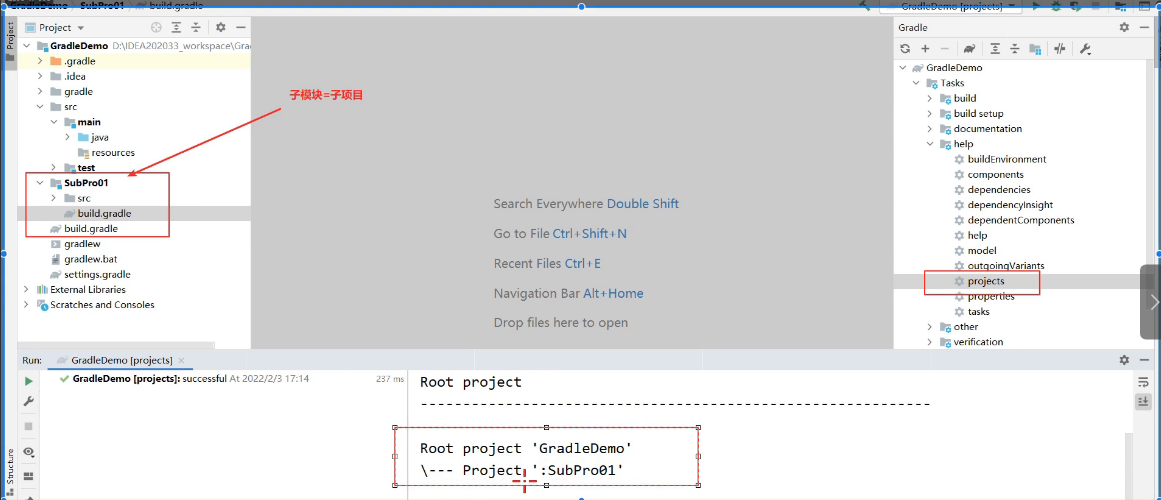 GradleDemo SubPro01 build.gradle
GradleDemo [projects]
Project
Project
GradleDemo D:\IDEA202033_workspace\Gra
.gradle
.idea
gradle
src
main
java
resources
test
SubPro01
src
build.gradle
build.gradle
gradlew
gradlew.bat
settings.gradle
External Libraries
Scratches and Consoles
子模块=子项目
Search Everywhere Double Shift
Go to File Ctrl+Shift+N
Recent Files Ctrl+E
Navigation Bar Alt+Home
Drop files here to open
Gradle
GradleDemo
Tasks
build
build setup
documentation
help
buildEnvironment
components
dependencies
dependencyInsight
dependentComponents
help
model
outgoingVariants
projects
properties
tasks
other
verification
Run: GradleDemo [projects]
GradleDemo [projects]: successful At 2022/2/3 17:14 237 ms
Structure
Root project
------------------------------------------------------------
Root project 'GradleDemo'
\--- Project ':SubPro01'